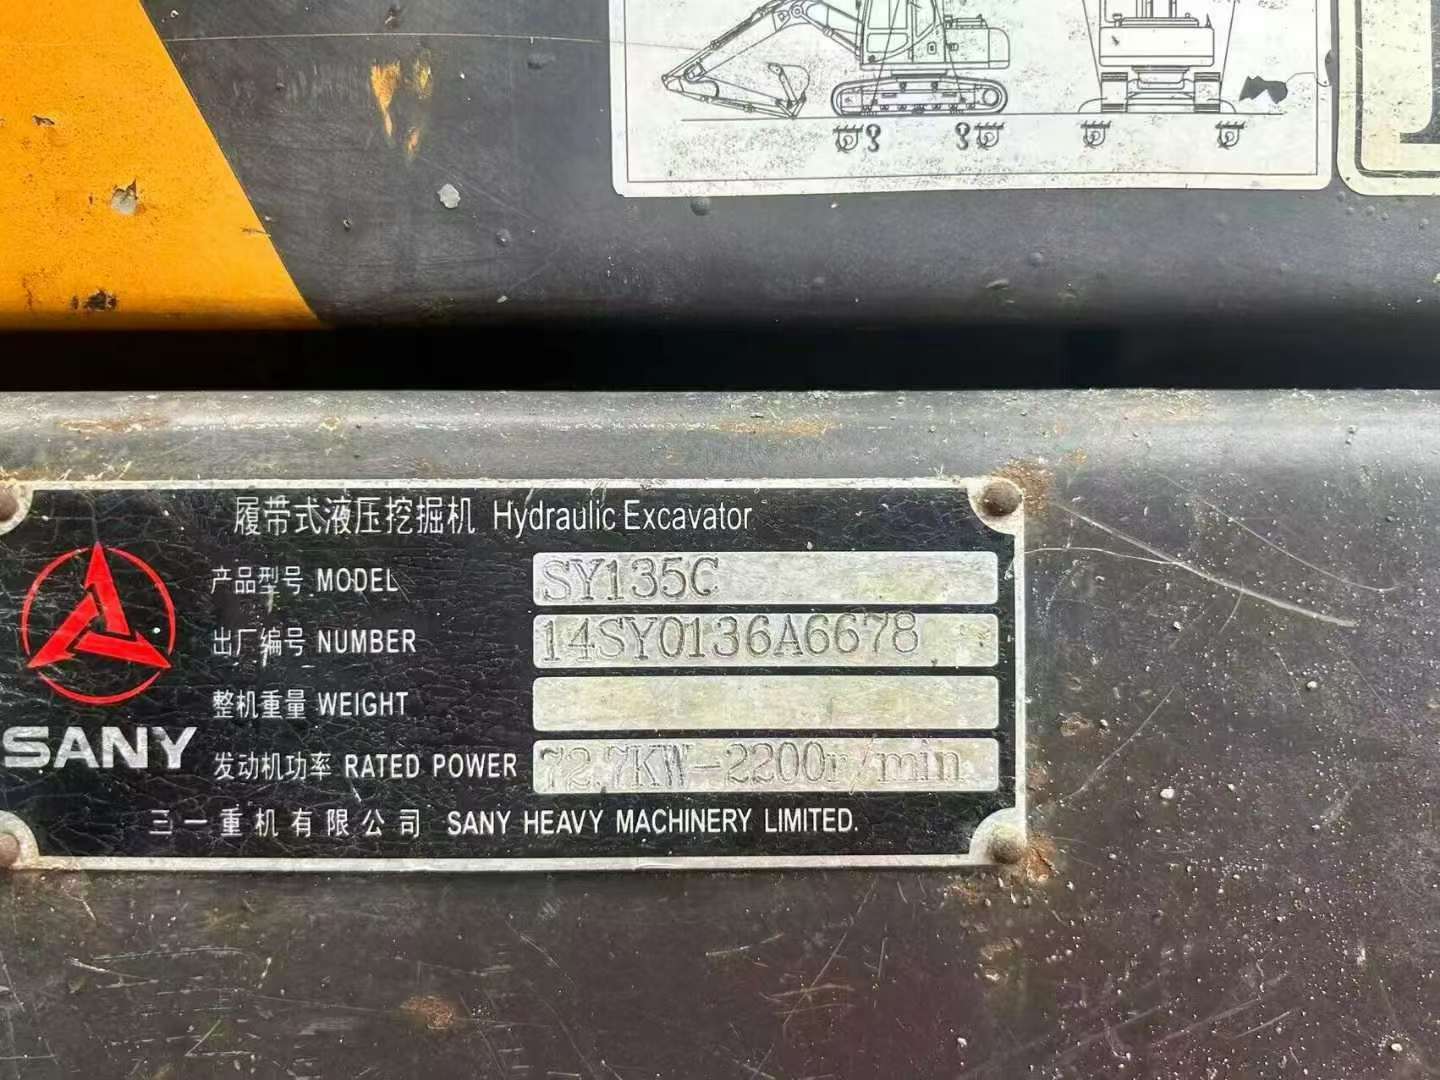 履带式液压挖掘机 Hydraulic Excavator
产品型号 MODEL SY135C
出厂编号 NUMBER 14SY0136A6678
整机重量 WEIGHT
发动机功率 RATED POWER 72.7KW-2200r/min
SANY
三一重机有限公司 SANY HEAVY MACHINERY LIMITED.